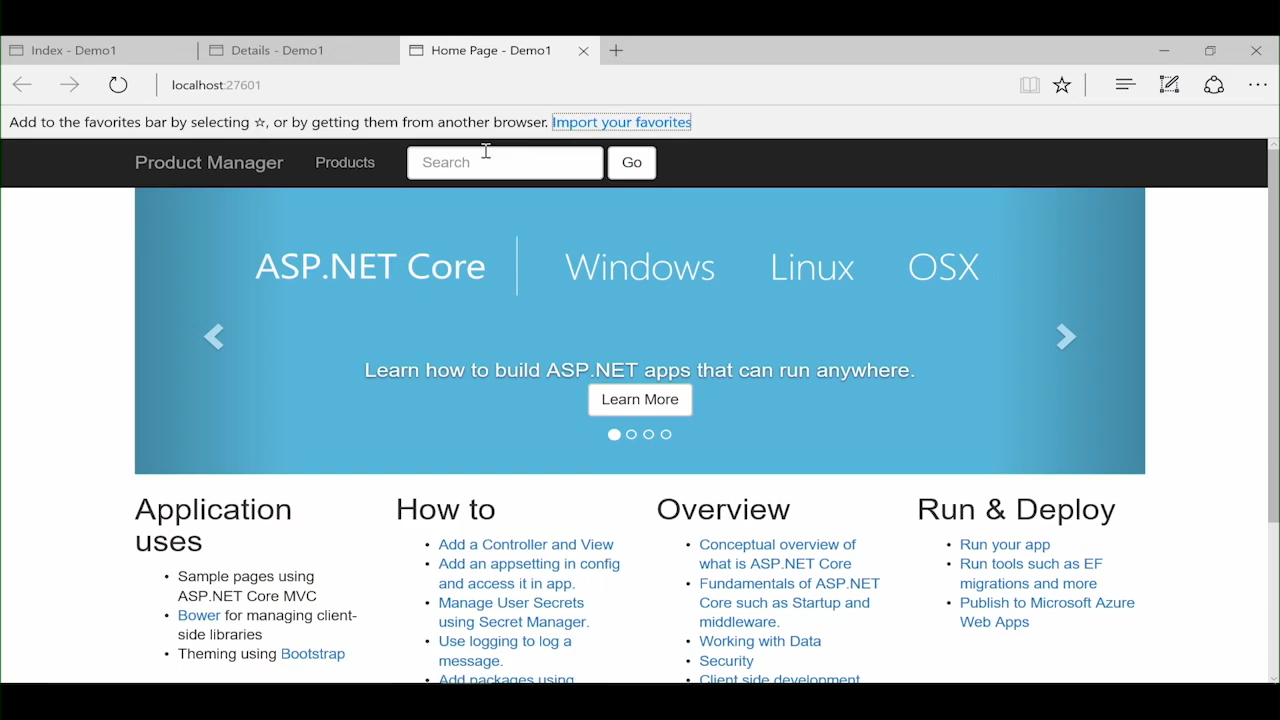 Index - Demo1
Details - Demo1
Home Page - Demo1
localhost:27601
Add to the favorites bar by selecting ☆, or by getting them from another browser. Import your favorites
Product Manager
Products
Search
Go
ASP.NET Core
Windows
Linux
OSX
Learn how to build ASP.NET apps that can run anywhere.
Learn More
Application
uses
• Sample pages using
ASP.NET Core MVC
• Bower for managing client-
side libraries
• Theming using Bootstrap
How to
• Add a Controller and View
• Add an appsetting in config
and access it in app.
• Manage User Secrets
using Secret Manager.
• Use logging to log a
message.
• Add packages using
Overview
• Conceptual overview of
what is ASP.NET Core
• Fundamentals of ASP.NET
Core such as Startup and
middleware.
• Working with Data
• Security
• Client side development
Run & Deploy
• Run your app
• Run tools such as EF
migrations and more
• Publish to Microsoft Azure
Web Apps